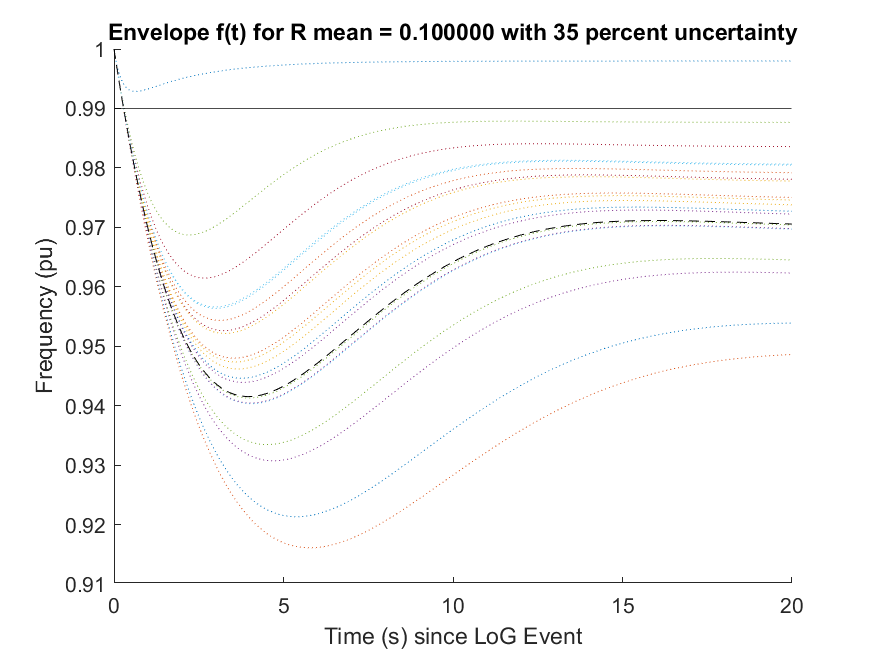 Envelope f(t) for R mean = 0.100000 with 35 percent uncertainty
1
0.99
0.98
0.97
0.96
0.95
0.94
0.93
0.92
0.91
Frequency (pu)
0 5 10 15 20
Time (s) since LoG Event